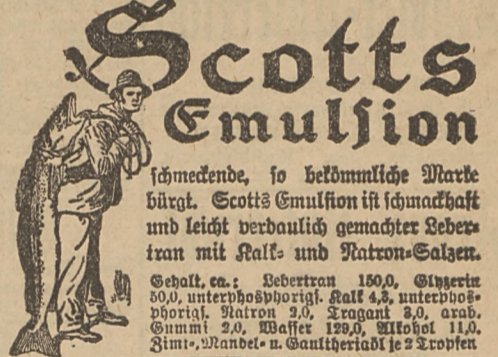 Scotts
Emulsion
schmeckende, so bekömmliche Marke
bürgt. Scotts Emulsion ist schmackhaft
und leicht verdaulich gemachter Leber-
tran mit Kalk- und Natron-Salzen.
Gehalt, ca.: Lebertran 150,0, Glyzerin
50,0, unterphosphorigs. Kalk 4,3, unterphos-
phorigs. Natron 2,0, Tragant 3,0, arab.
Gummi 2,0, Wasser 129,0, Alkohol 11,0,
Zimt-, Mandel- u. Gaultheriaöl je 2 Tropfen